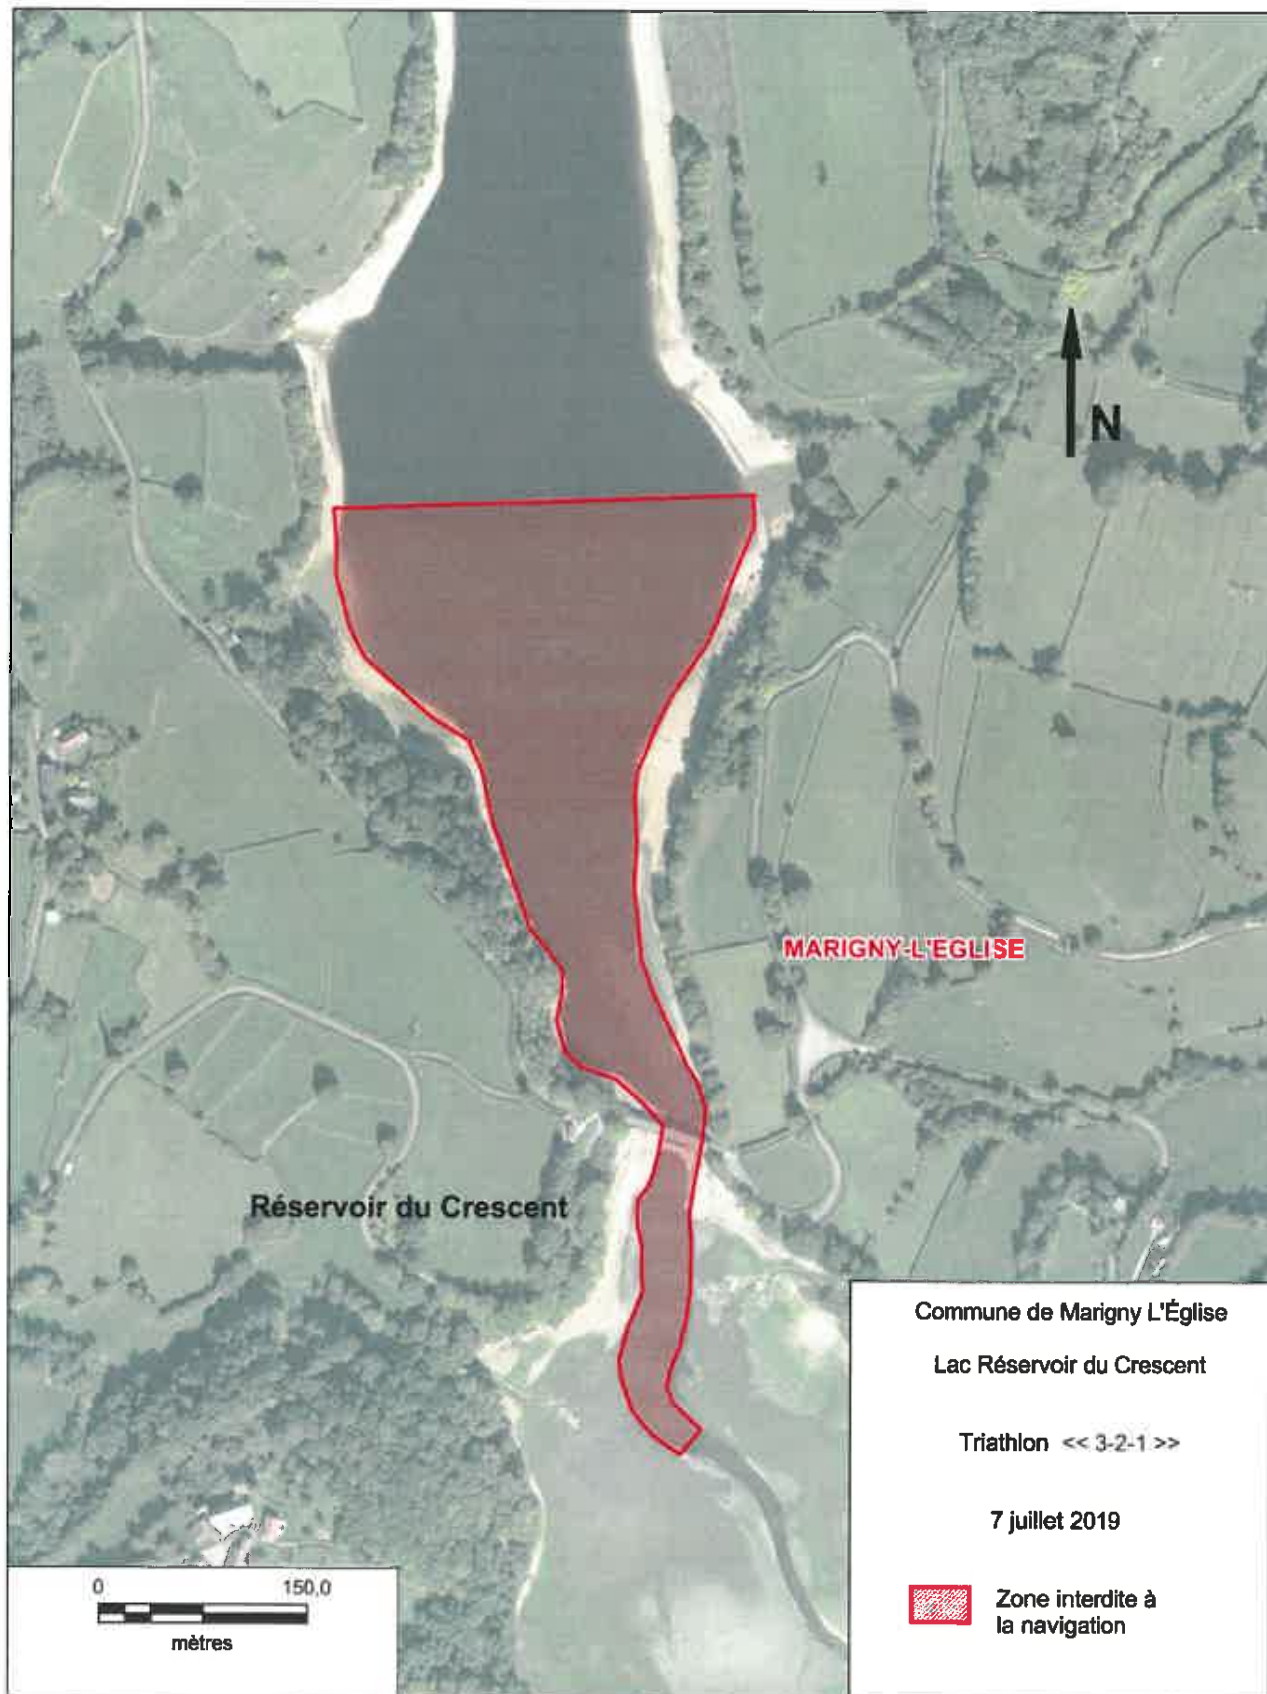 N
MARIGNY-L'EGLISE
Réservoir du Crescent
Commune de Marigny L'Église
Lac Réservoir du Crescent
Triathlon << 3-2-1 >>
7 juillet 2019
Zone interdite à
la navigation
0 150,0
mètres